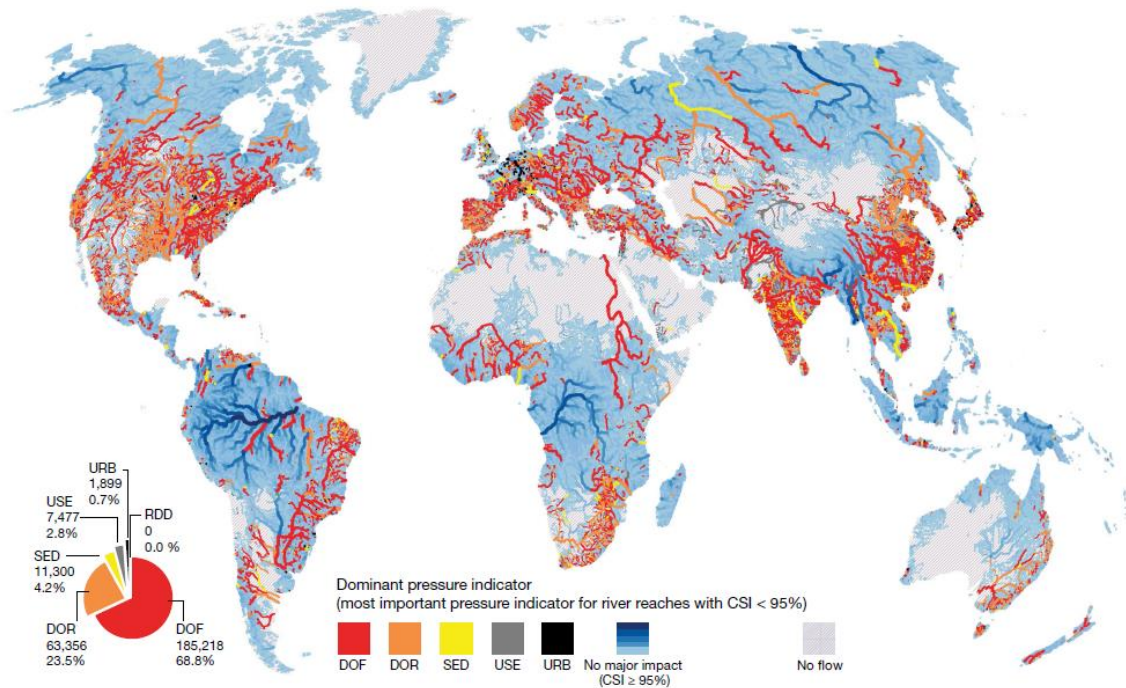 URB
1,899
0.7%
USE
7,477
2.8%
RDD
0
0.0 %
SED
11,300
4.2%
DOR
63,356
23.5%
DOF
185,218
68.8%
Dominant pressure indicator
(most important pressure indicator for river reaches with CSI < 95%)
DOF
DOR
SED
USE
URB
No major impact
(CSI ≥ 95%)
No flow